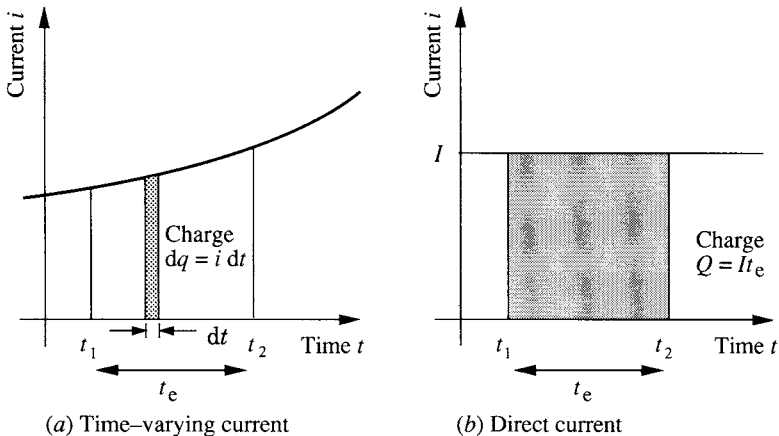 Current i
Charge
dq = i dt
dt
t₁
t₂
Time t
tₑ
(a) Time–varying current
Current i
I
Charge
Q = Itₑ
t₁
t₂
Time t
tₑ
(b) Direct current